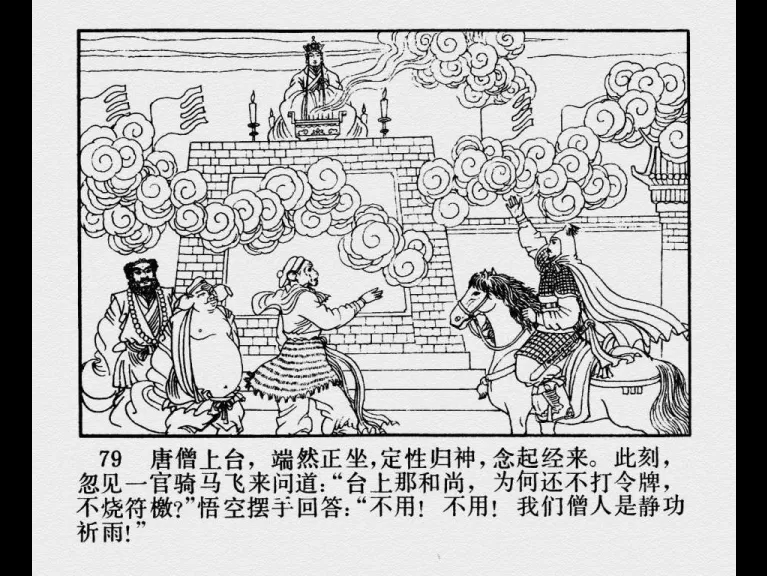 79 唐僧上台，端然正坐，定性归神，念起经来。此刻，
忽见一官骑马飞来问道：“台上那和尚，为何还不打令牌，
不烧符檄？”悟空摆手回答：“不用！不用！我们僧人是静功
祈雨！”